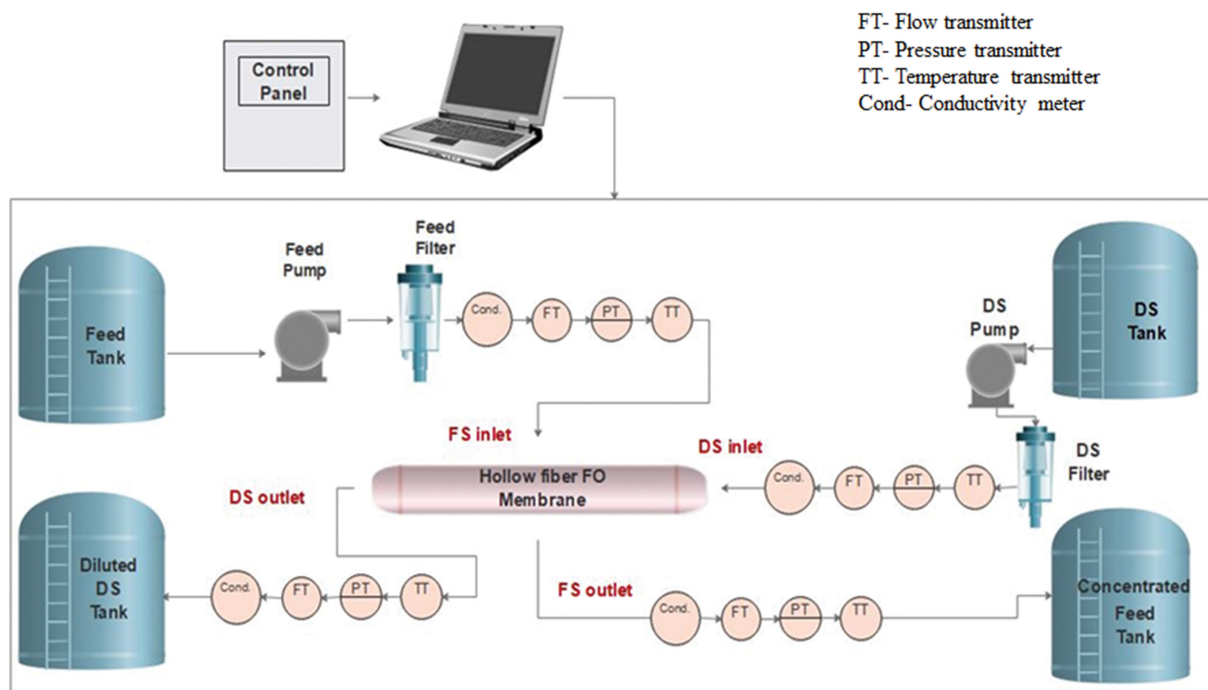 FT- Flow transmitter
PT- Pressure transmitter
TT- Temperature transmitter
Cond- Conductivity meter
Control
Panel
Feed
Tank
Feed
Pump
Feed
Filter
Cond.
FT
PT
TT
DS
Pump
DS
Tank
FS inlet
DS inlet
Hollow fiber FO
Membrane
Cond.
FT
PT
TT
DS
Filter
DS outlet
Diluted
DS
Tank
Cond.
FT
PT
TT
FS outlet
Cond.
FT
PT
TT
Concentrated
Feed
Tank